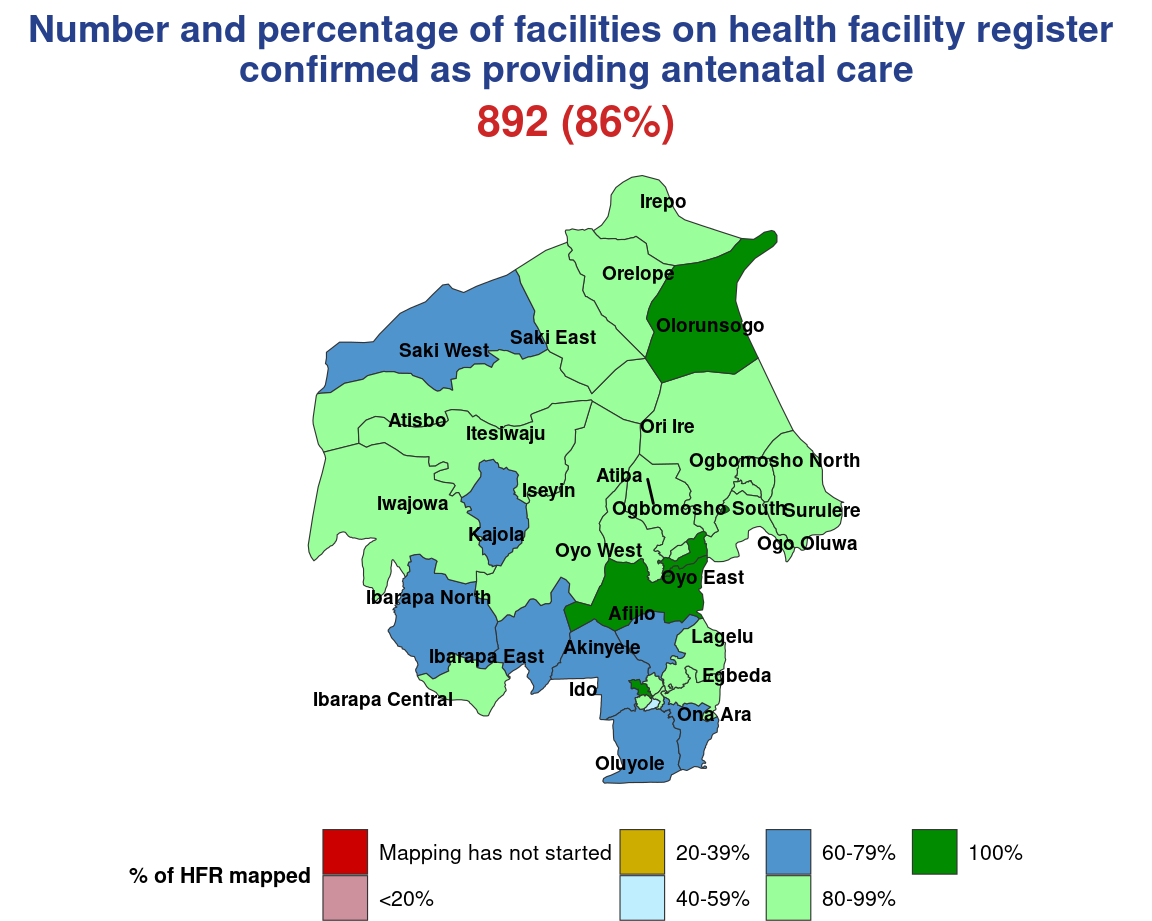 Number and percentage of facilities on health facility register
confirmed as providing antenatal care
892 (86%)
Irepo
Orelope
Olorunsogo
Saki East
Saki West
Atisbo
Itesiwaju
Ori Ire
Ogbomosho North
Atiba
Iseyin
Iwajowa
Ogbomosho South
Surulere
Kajola
Ogo Oluwa
Oyo West
Oyo East
Ibarapa North
Afijio
Lagelu
Akinyele
Ibarapa East
Egbeda
Ido
Ibarapa Central
Ona Ara
Oluyole
% of HFR mapped
Mapping has not started
<20%
20-39%
40-59%
60-79%
80-99%
100%